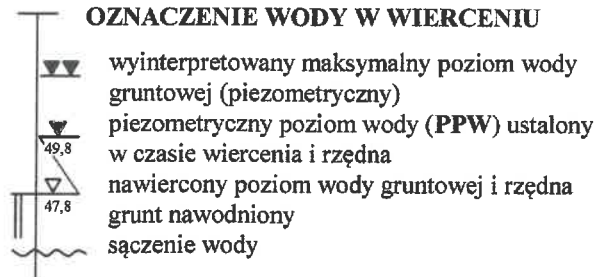 OZNACZENIE WODY W WIERCENIU
wyinterpretowany maksymalny poziom wody
gruntowej (piezometryczny)
piezometryczny poziom wody (PPW) ustalony
49,8
w czasie wiercenia i rzędna
nawiercony poziom wody gruntowej i rzędna
47,8
grunt nawodniony
sączenie wody